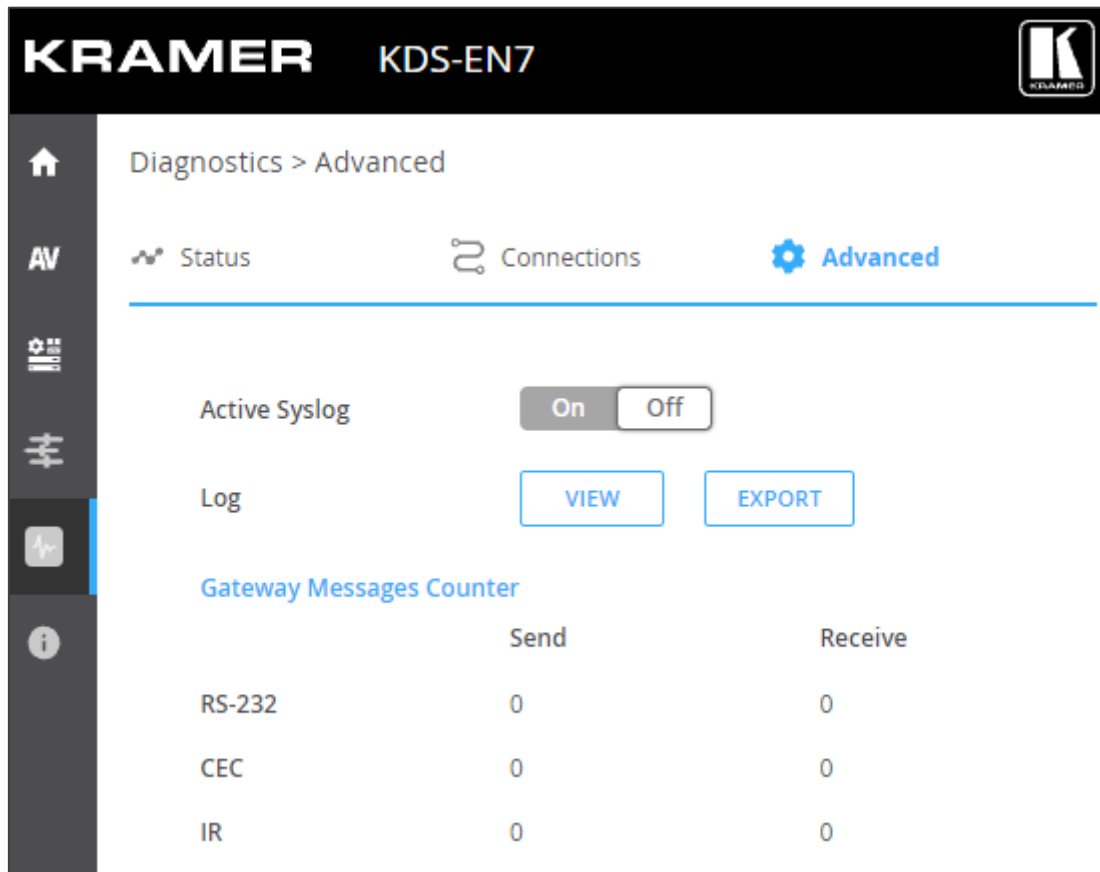 KRAMER KDS-EN7 KRAMER
Diagnostics > Advanced
AV Status Connections Advanced
Active Syslog On Off
Log VIEW EXPORT
Gateway Messages Counter
Send Receive
RS-232 0 0
CEC 0 0
IR 0 0